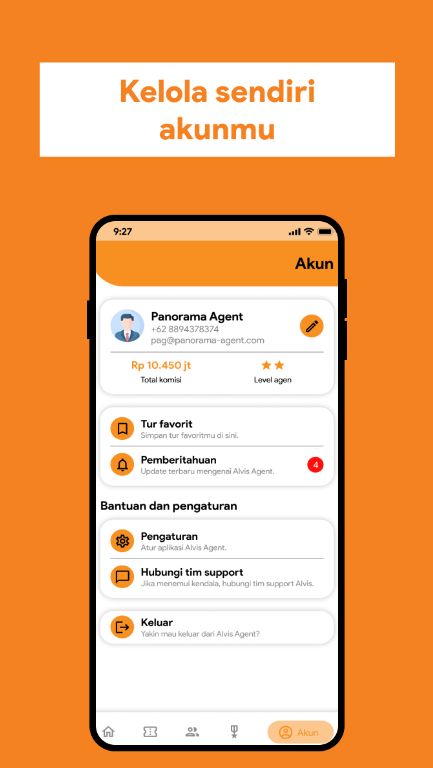 Kelola sendiri
akunmu
9:27
Akun
Panorama Agent
+62 8894378374
pag@panorama-agent.com
Rp 10.450 jt
Total komisi
Level agen
Tur favorit
Simpan tur favoritmu di sini.
Pemberitahuan
Update terbaru mengenai Alvis Agent.
4
Bantuan dan pengaturan
Pengaturan
Atur aplikasi Alvis Agent.
Hubungi tim support
Jika menemui kendala, hubungi tim support Alvis.
Keluar
Yakin mau keluar dari Alvis Agent?
Akun